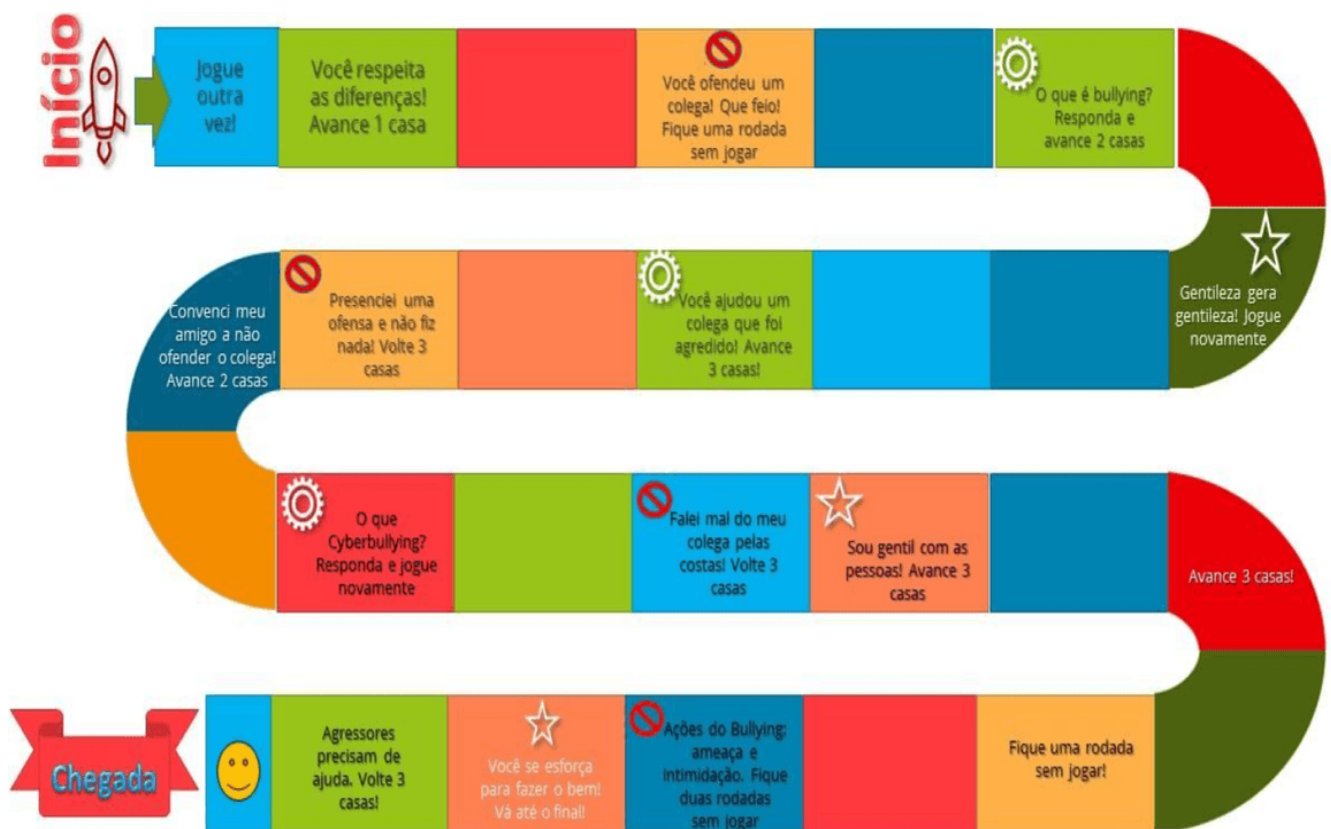 Início
Jogue
outra
vez!
Você respeita
as diferenças!
Avance 1 casa
Você ofendeu um
colega! Que feio!
Fique uma rodada
sem jogar
O que é bullying?
Responda e
avance 2 casas
Gentileza gera
gentileza! Jogue
novamente
Você ajudou um
colega que foi
agredido! Avance
3 casas!
Presenciei uma
ofensa e não fiz
nada! Volte 3
casas
Convenci meu
amigo a não
ofender o colega!
Avance 2 casas
O que
Cyberbullying?
Responda e jogue
novamente
Falei mal do meu
colega pelas
costas! Volte 3
casas
Sou gentil com as
pessoas! Avance 3
casas
Avance 3 casas!
Fique uma rodada
sem jogar!
Ações do Bullying:
ameaça e
intimidação. Fique
duas rodadas
sem jogar
Você se esforça
para fazer o bem!
Vá até o final!
Agressores
precisam de
ajuda. Volte 3
casas!
Chegada